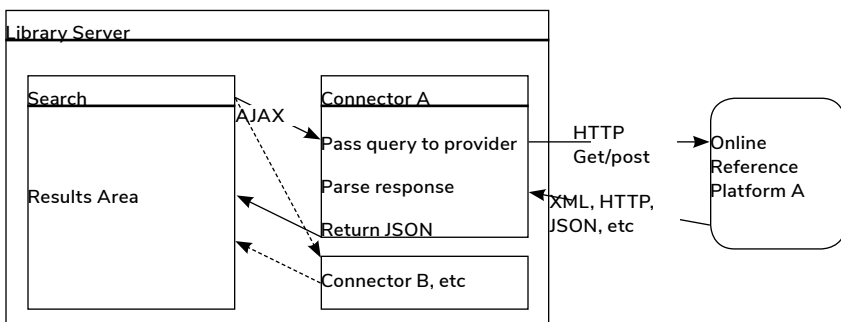 Library Server
Search
Results Area
AJAX
Connector A
Pass query to provider
Parse response
Return JSON
Connector B, etc
HTTP
Get/post
XML, HTTP,
JSON, etc
Online
Reference
Platform A